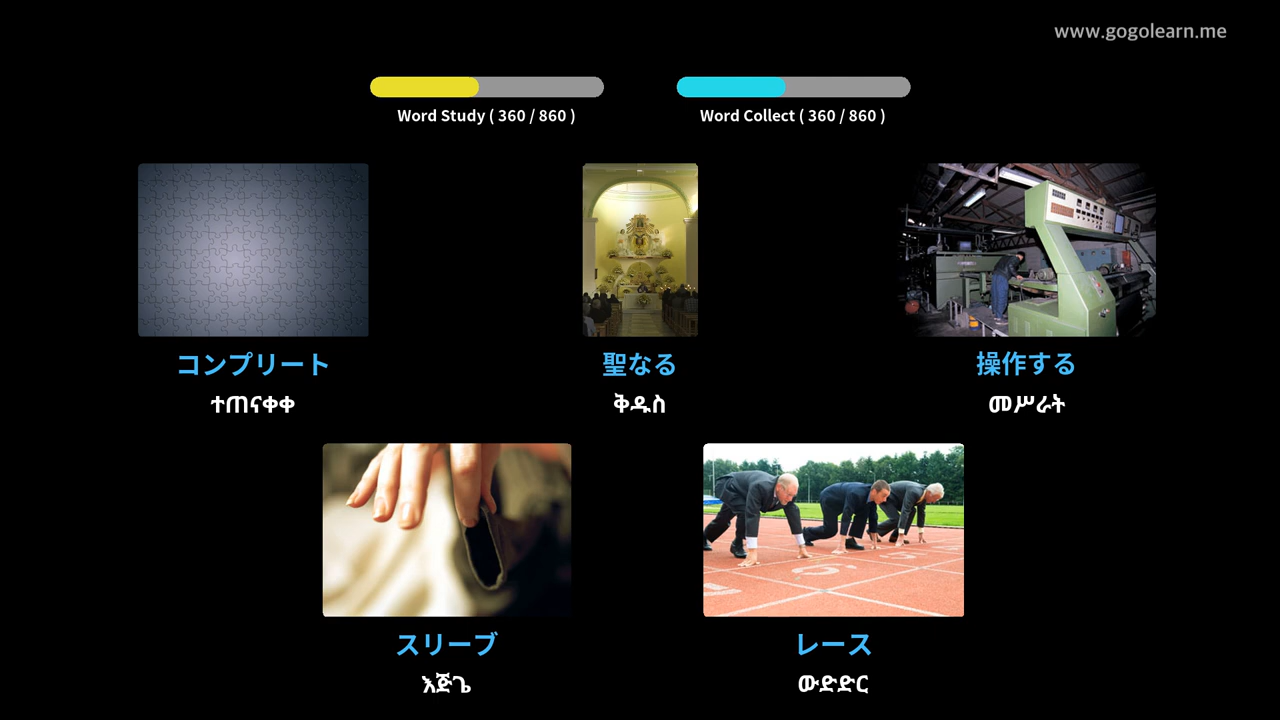 www.gogolearn.me
Word Study ( 360 / 860 )
Word Collect ( 360 / 860 )
コンプリート
ተጠናቀቀ
聖なる
ቅዱስ
操作する
መሥራት
スリーブ
እጅጌ
レース
ውድድር